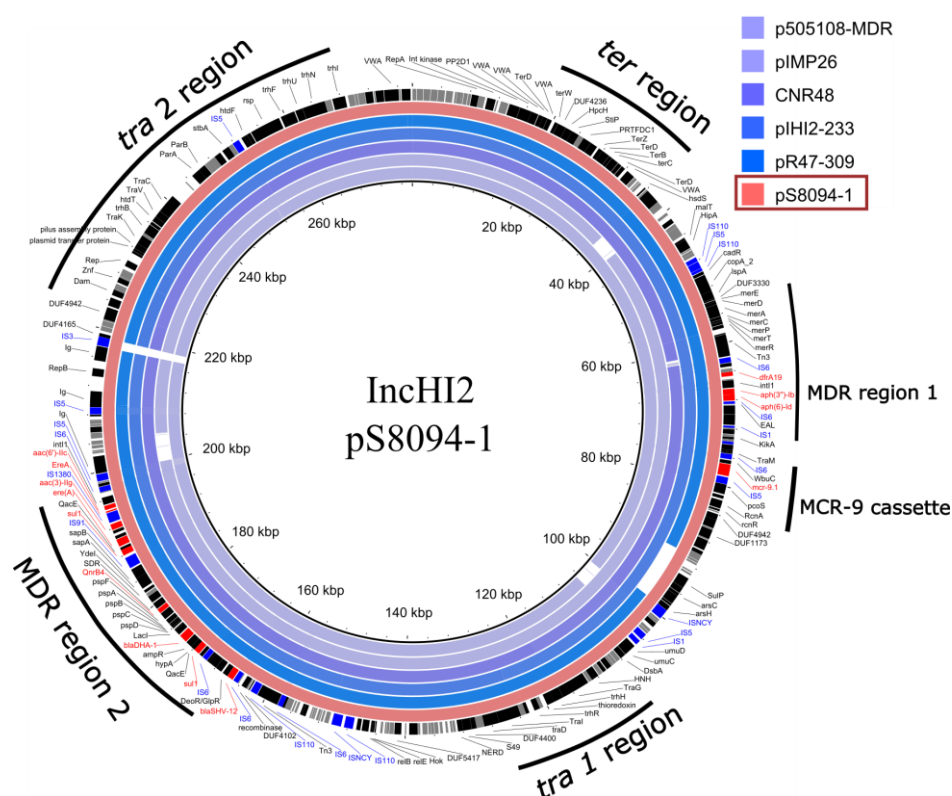 p505108-MDR
pIMP26
CNR48
pIHI2-233
pR47-309
pS8094-1
IncHI2
pS8094-1
20 kbp
40 kbp
60 kbp
80 kbp
100 kbp
120 kbp
140 kbp
160 kbp
180 kbp
200 kbp
220 kbp
240 kbp
260 kbp
ter region
MDR region 1
MCR-9 cassette
tra 1 region
MDR region 2
tra 2 region
VWA
RepA
Int kinase
PP2D1
VWA
VWA
TerD
VWA
terW
DUF4236
HpcH
StiP
PRTFDC1
TerZ
TerD
TerB
terC
TerD
VWA
hsdS
malT
HipA
IS110
IS5
IS110
cadR
copA_2
lspA
DUF3330
merE
merD
merA
merC
merP
merT
merR
Tn3
IS6
dfrA19
intI1
aph(3'')-Ib
aph(6)-Id
IS6
EAL
IS1
KikA
TraM
IS6
WbuC
mcr-9.1
IS5
pcoS
RcnA
rcnR
DUF4942
DUF1173
SulP
arsC
arsH
ISNCY
IS5
IS1
umuD
umuC
DsbA
HNH
TraG
trhH
thioredoxin
trhR
TraI
traD
DUF4400
S49
NERD
DUF5417
Hok
relE
relB
IS110
ISNCY
IS6
Tn3
IS110
DUF4102
recombinase
IS6
blaSHV-12
DeoR/GlpR
IS6
sul1
QacE
hypA
ampR
blaDHA-1
LacI
pspD
pspC
pspB
pspA
pspF
QnrB4
SDR
YdeI
sapA
sapB
IS91
sul1
QacE
ere(A)
aac(3)-IIg
IS1380
EreA
aac(6')-IIc
intI1
IS6
IS5
Ig
IS5
Ig
RepB
Ig
IS3
DUF4165
DUF4942
Dam
Znf
Rep
plasmid transfer protein
pilus assembly protein
TraK
trhB
htdT
TraV
TraC
ParA
ParB
stbA
IS5
htdF
rsp
trhF
trhU
trhN
trhI